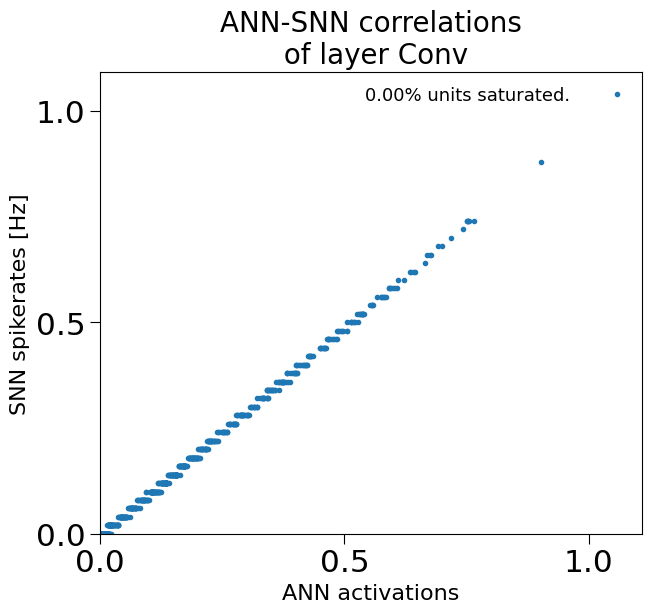 ANN-SNN correlations
of layer Conv
0.00% units saturated.
1.0
0.5
0.0
SNN spikerates [Hz]
0.0 0.5 1.0
ANN activations